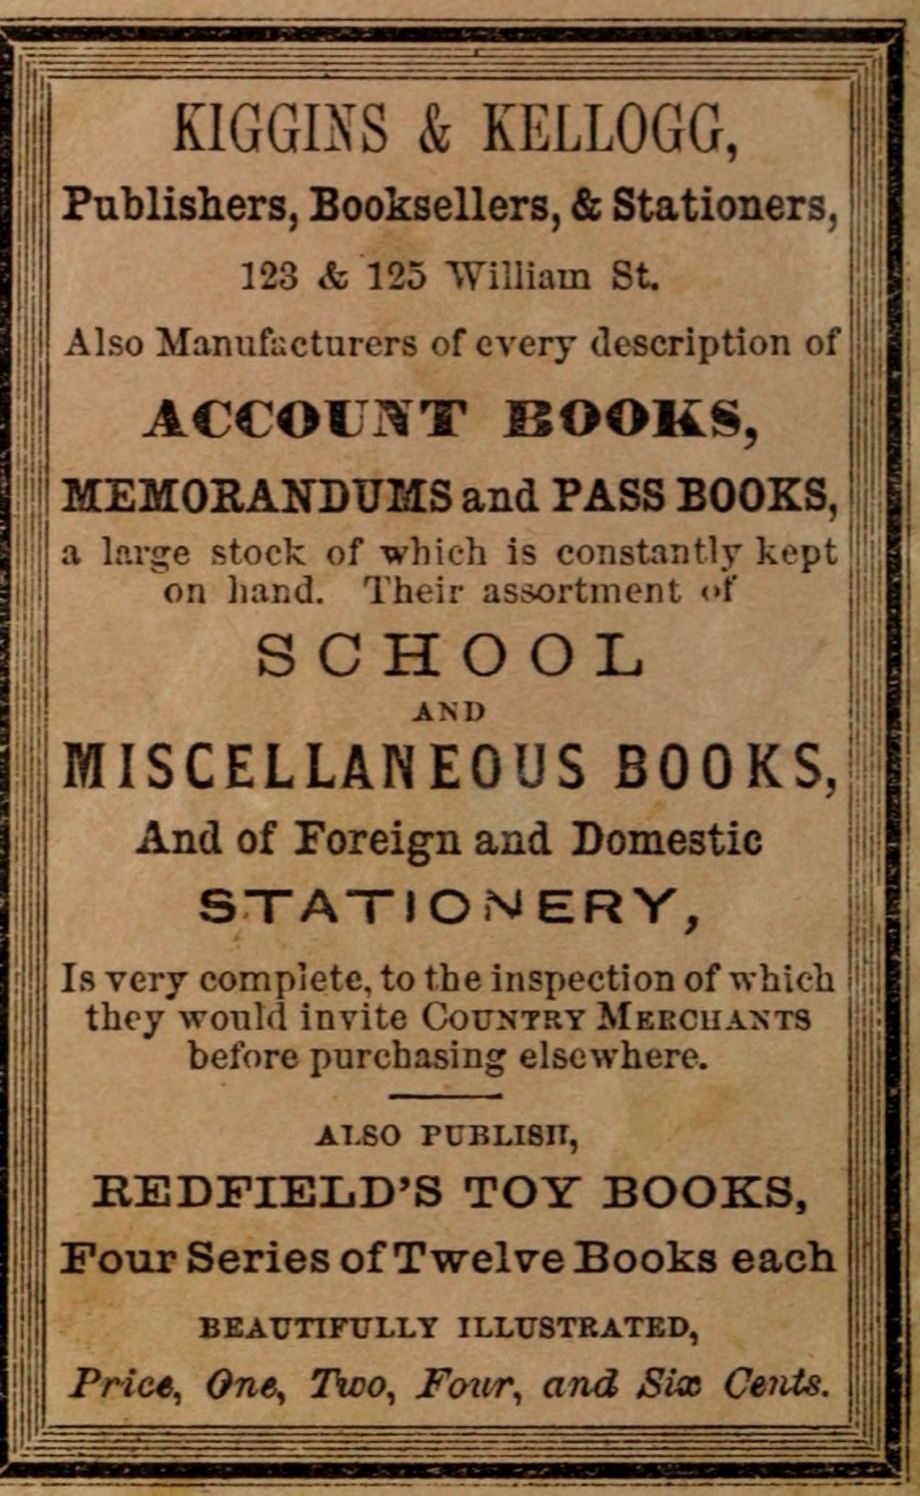 KIGGINS & KELLOGG,
Publishers, Booksellers, & Stationers,
123 & 125 William St.
Also Manufacturers of every description of
ACCOUNT BOOKS,
MEMORANDUMS and PASS BOOKS,
a large stock of which is constantly kept
on hand. Their assortment of
SCHOOL
AND
MISCELLANEOUS BOOKS,
And of Foreign and Domestic
STATIONERY,
Is very complete, to the inspection of which
they would invite COUNTRY MERCHANTS
before purchasing elsewhere.
ALSO PUBLISH,
REDFIELD'S TOY BOOKS,
Four Series of Twelve Books each
BEAUTIFULLY ILLUSTRATED,
Price, One, Two, Four, and Six Cents.